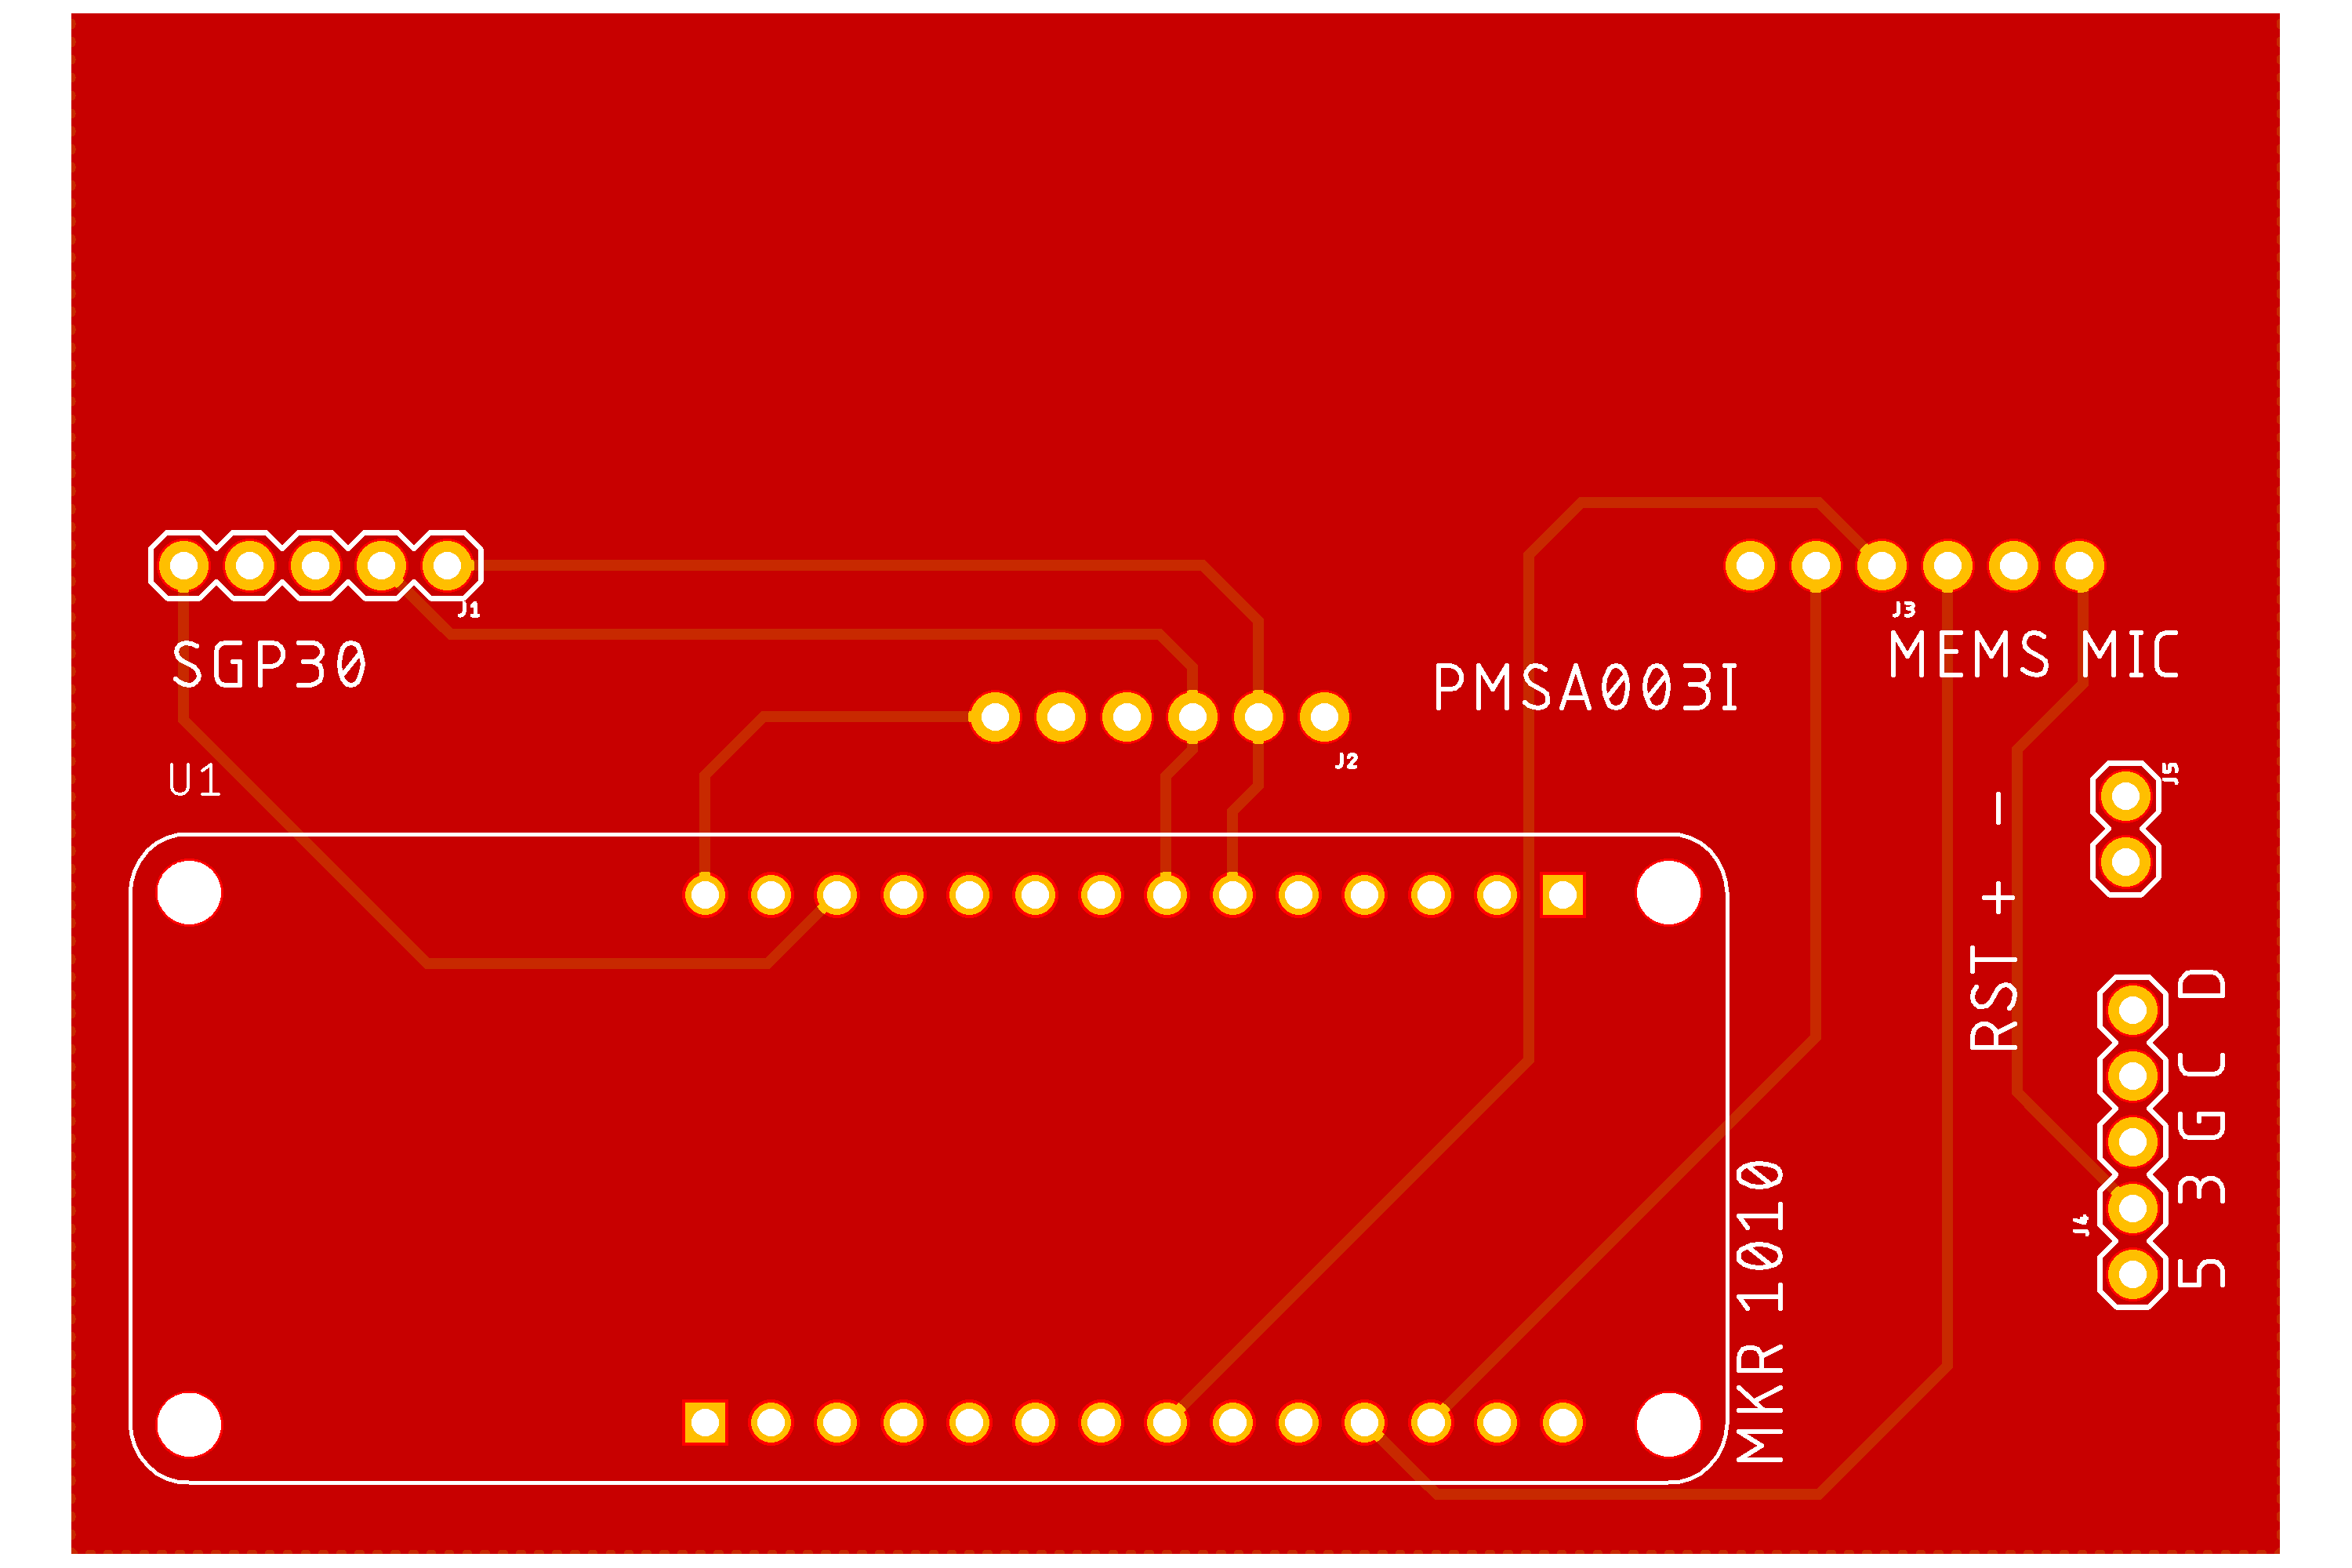 J1
J3
SGP30
MEMS MIC
PMSA003I
J2
U1
J5
- +
RST
5 3 G C D
J4
MKR 1010